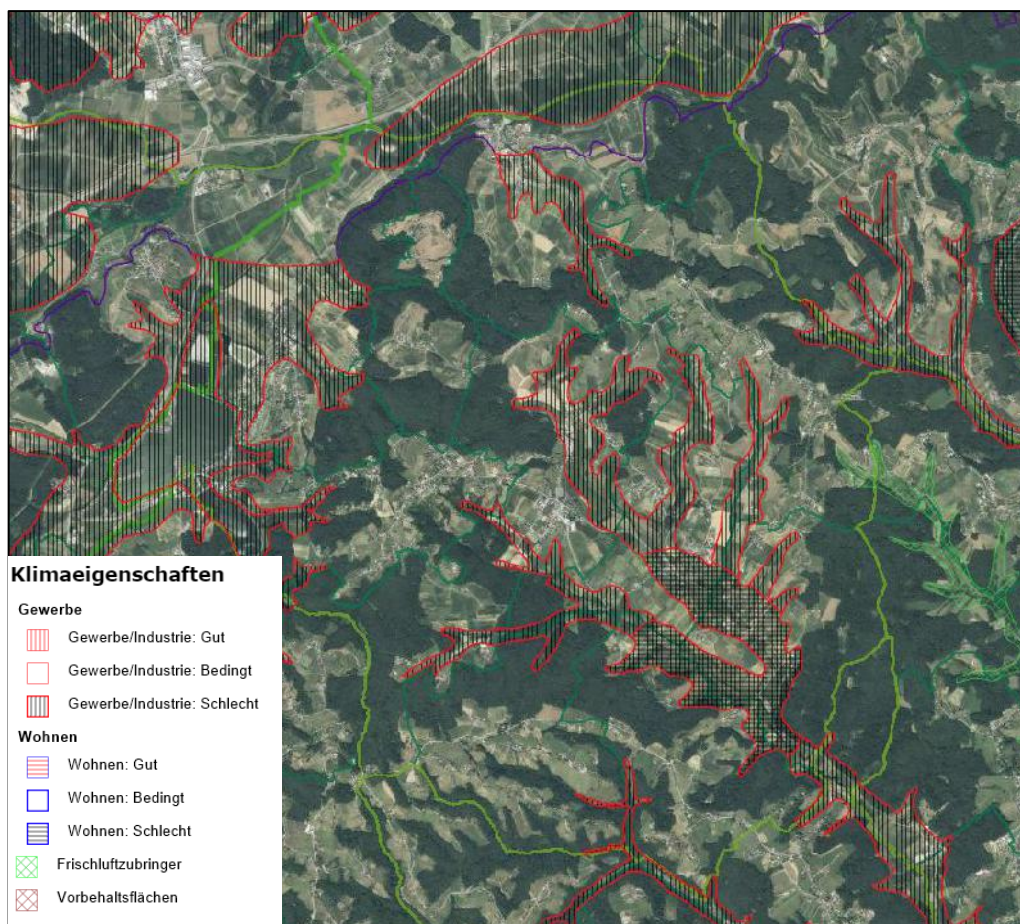 Klimaeigenschaften
Gewerbe
Gewerbe/Industrie: Gut
Gewerbe/Industrie: Bedingt
Gewerbe/Industrie: Schlecht
Wohnen
Wohnen: Gut
Wohnen: Bedingt
Wohnen: Schlecht
Frischluftzubringer
Vorbehaltsflächen